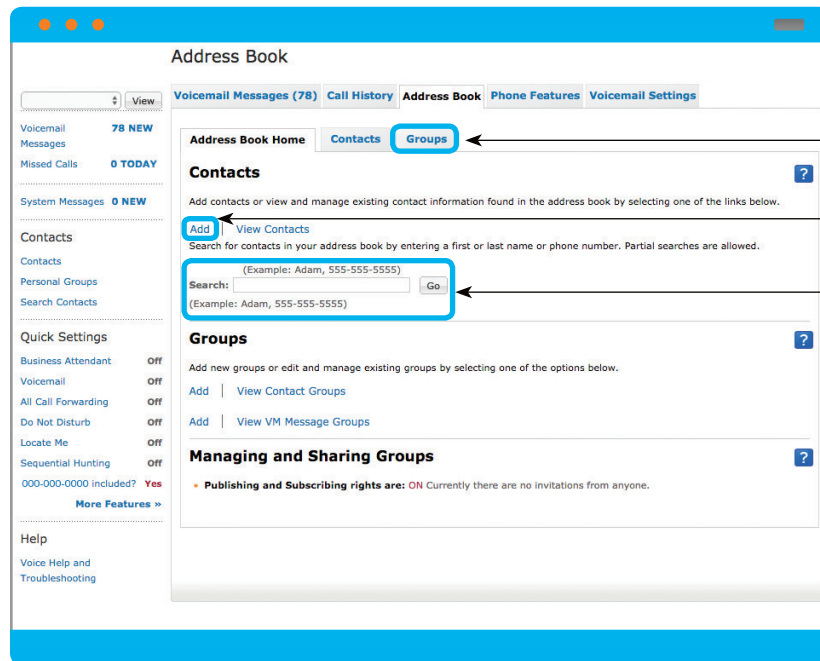 Address Book
View
Voicemail Messages 78 NEW
Missed Calls 0 TODAY
System Messages 0 NEW
Contacts
Contacts
Personal Groups
Search Contacts
Quick Settings
Business Attendant Off
Voicemail Off
All Call Forwarding Off
Do Not Disturb Off
Locate Me Off
Sequential Hunting Off
000-000-0000 included? Yes
More Features »
Help
Voice Help and
Troubleshooting
Voicemail Messages (78) Call History Address Book Phone Features Voicemail Settings
Address Book Home Contacts Groups
Contacts ?
Add contacts or view and manage existing contact information found in the address book by selecting one of the links below.
Add | View Contacts
Search for contacts in your address book by entering a first or last name or phone number. Partial searches are allowed.
(Example: Adam, 555-555-5555)
Search: Go
(Example: Adam, 555-555-5555)
Groups ?
Add new groups or edit and manage existing groups by selecting one of the options below.
Add | View Contact Groups
Add | View VM Message Groups
Managing and Sharing Groups ?
• Publishing and Subscribing rights are: ON Currently there are no invitations from anyone.